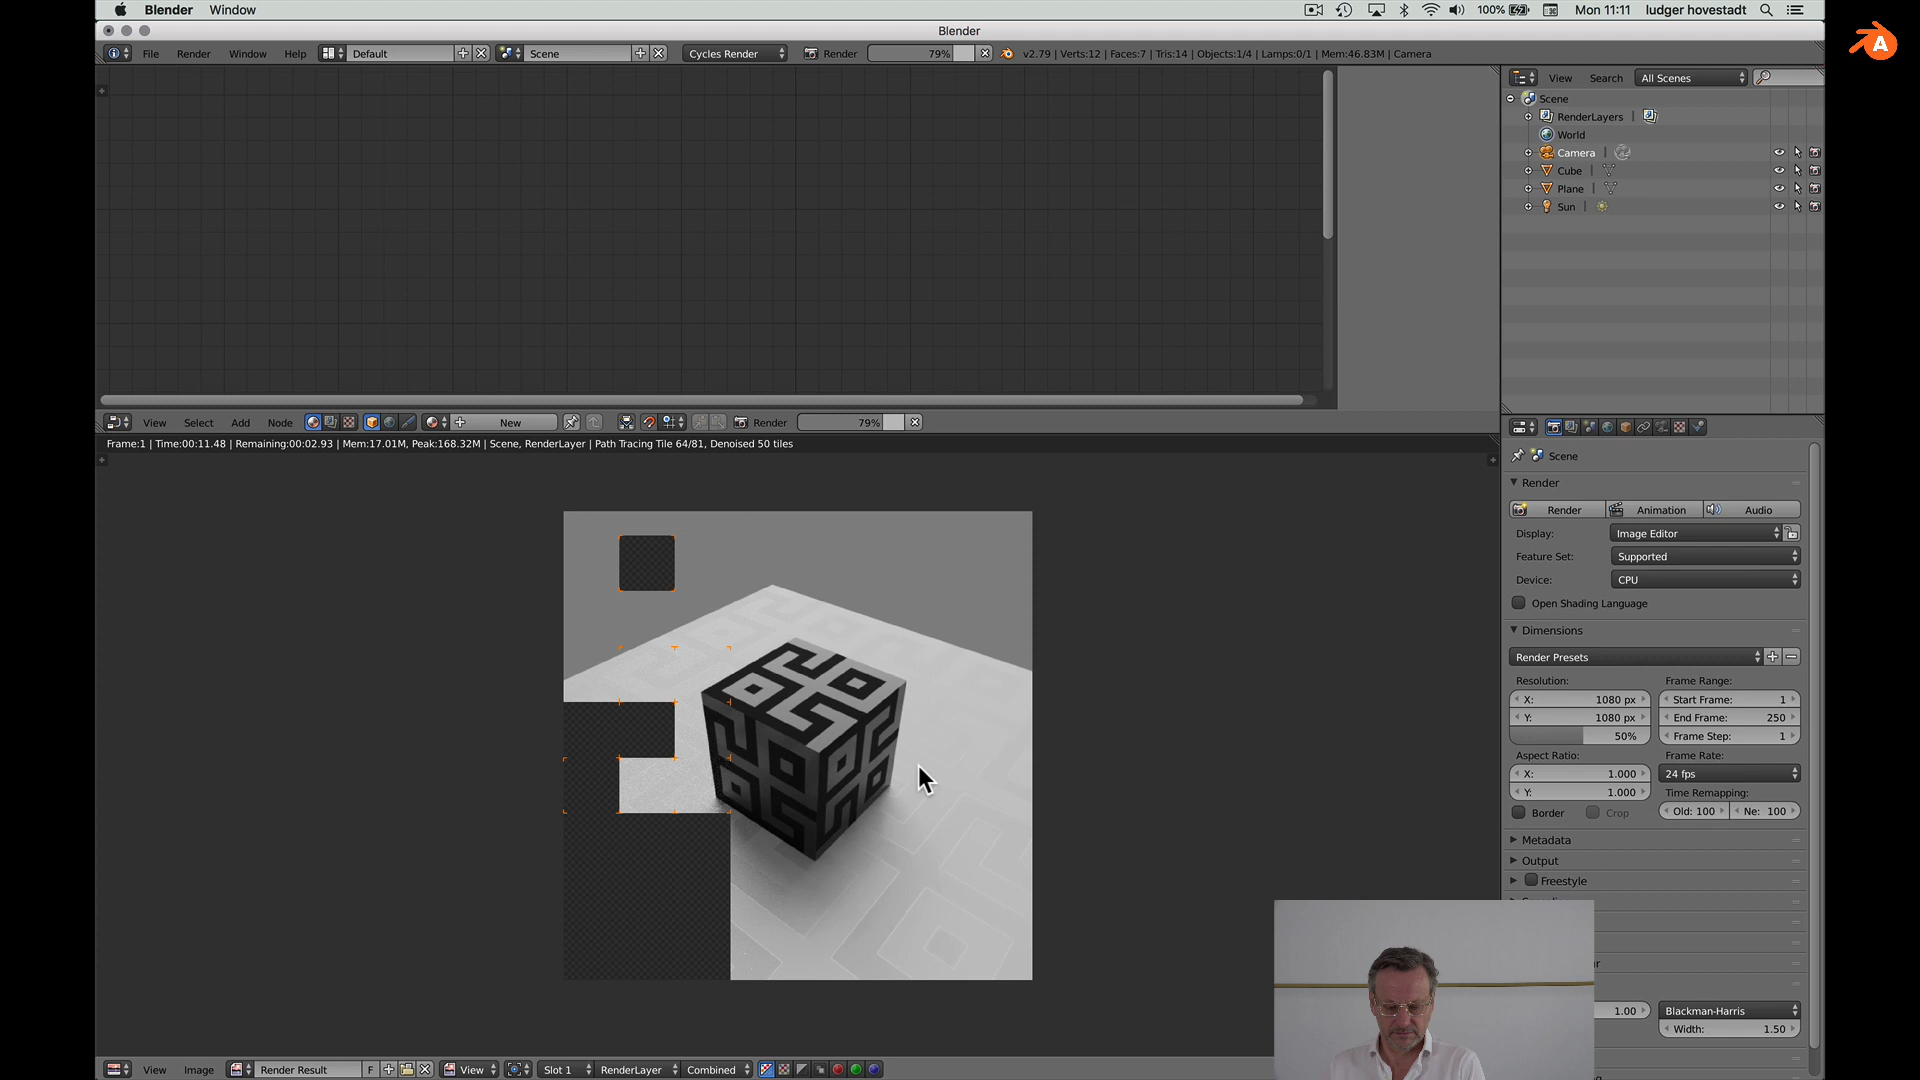 Blender Window 100% Mon 11:11 ludger hovestadt
Blender
File Render Window Help Default Scene Cycles Render Render 79% v2.79 | Verts:12 | Faces:7 | Tris:14 | Objects:1/4 | Lamps:0/1 | Mem:46.83M | Camera
View Search All Scenes
Scene
RenderLayers
World
Camera
Cube
Plane
Sun
View Select Add Node New Render 79%
Frame:1 | Time:00:11.48 | Remaining:00:02.93 | Mem:17.01M, Peak:168.32M | Scene, RenderLayer | Path Tracing Tile 64/81, Denoised 50 tiles
Scene
Render
Render Animation Audio
Display: Image Editor
Feature Set: Supported
Device: CPU
Open Shading Language
Dimensions
Render Presets
Resolution: Frame Range:
X: 1080 px Start Frame: 1
Y: 1080 px End Frame: 250
50% Frame Step: 1
Aspect Ratio: Frame Rate:
X: 1.000 24 fps
Y: 1.000 Time Remapping:
Border Crop Old: 100 Ne: 100
Metadata
Output
Freestyle
1.00 Blackman-Harris
Width: 1.50
View Image Render Result F View Slot 1 RenderLayer Combined
A